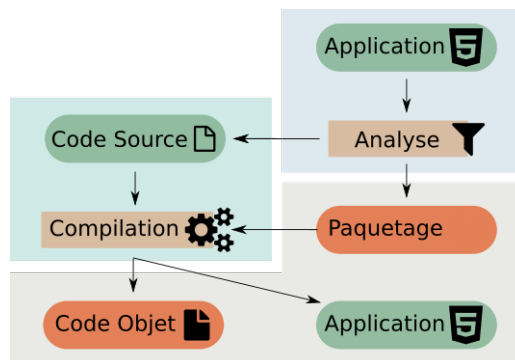 Application
Code Source
Analyse
Compilation
Paquetage
Code Objet
Application